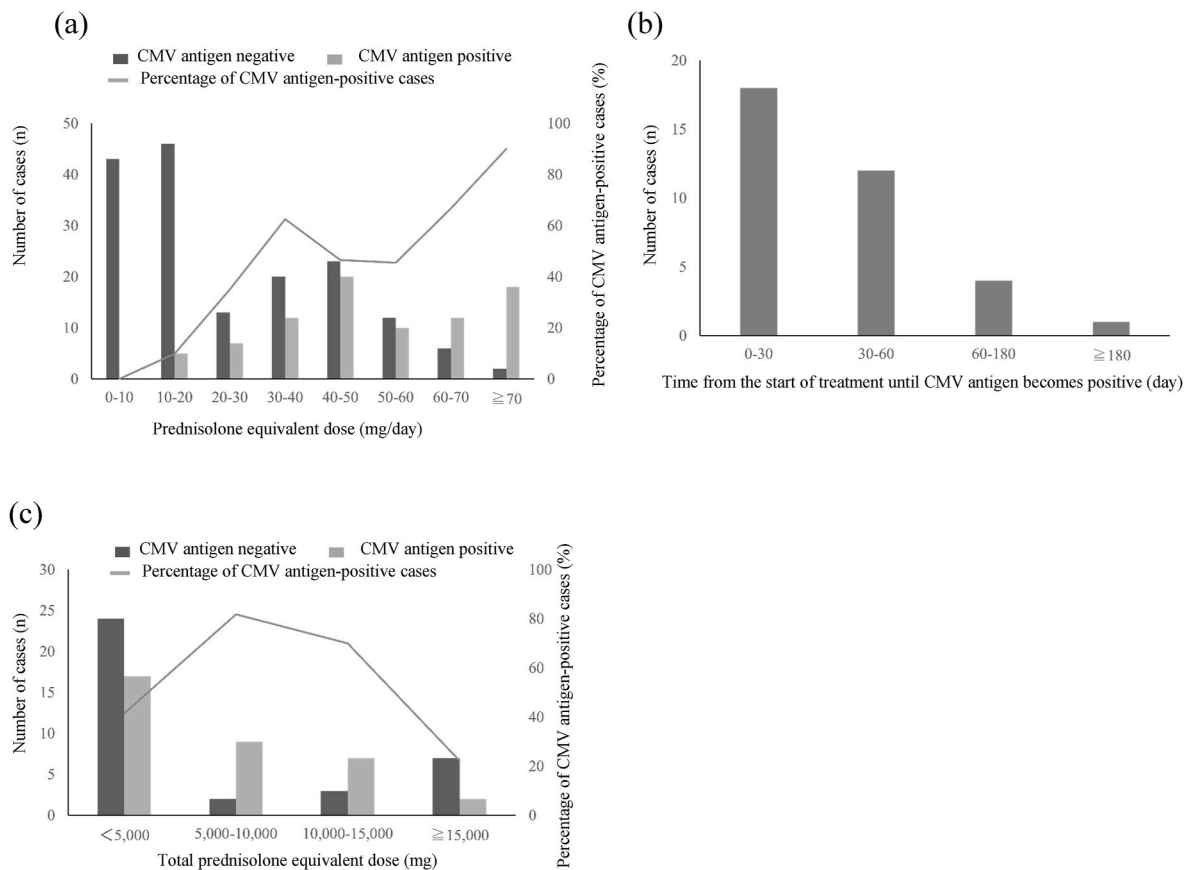 (a)
CMV antigen negative CMV antigen positive
Percentage of CMV antigen-positive cases
Number of cases (n)
50
40
30
20
10
0
100
80
60
40
20
0
Percentage of CMV antigen-positive cases (%)
0-10 10-20 20-30 30-40 40-50 50-60 60-70 ≧70
Prednisolone equivalent dose (mg/day)
(b)
Number of cases (n)
20
15
10
5
0
0-30 30-60 60-180 ≧180
Time from the start of treatment until CMV antigen becomes positive (day)
(c)
CMV antigen negative CMV antigen positive
Percentage of CMV antigen-positive cases
Number of cases (n)
30
25
20
15
10
5
0
100
80
60
40
20
0
Percentage of CMV antigen-positive cases (%)
<5,000 5,000-10,000 10,000-15,000 ≧15,000
Total prednisolone equivalent dose (mg)